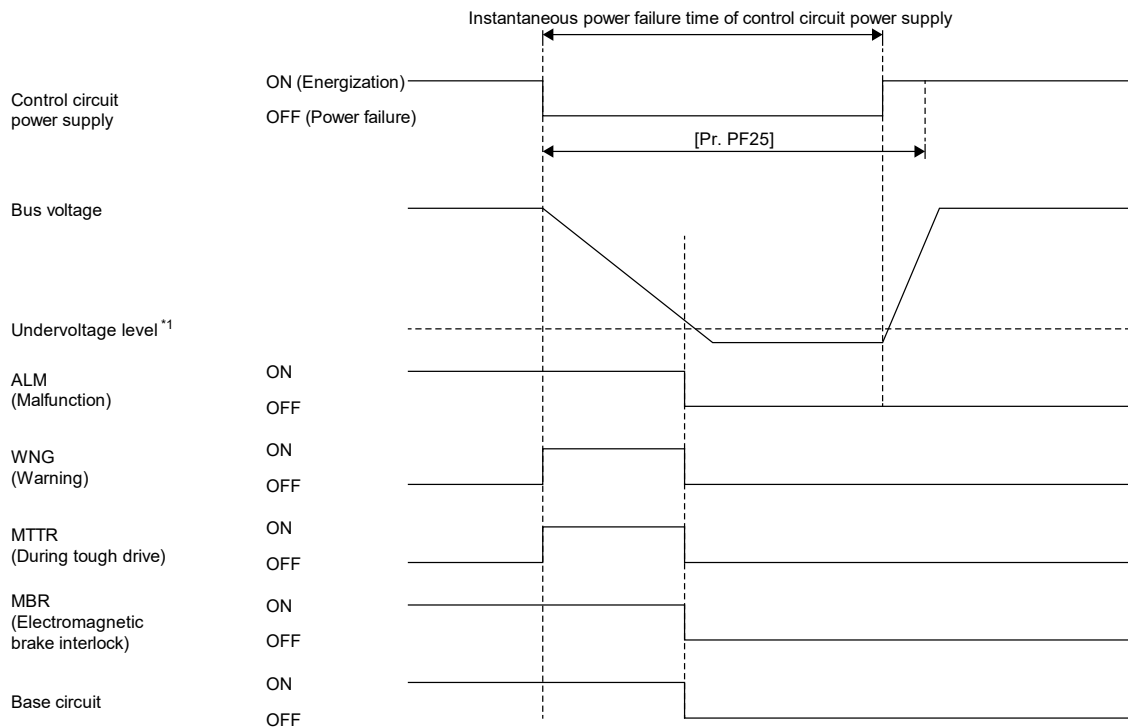 Instantaneous power failure time of control circuit power supply
Control circuit
power supply
ON (Energization)
OFF (Power failure)
[Pr. PF25]
Bus voltage
Undervoltage level *1
ALM
(Malfunction)
ON
OFF
WNG
(Warning)
ON
OFF
MTTR
(During tough drive)
ON
OFF
MBR
(Electromagnetic
brake interlock)
ON
OFF
Base circuit
ON
OFF